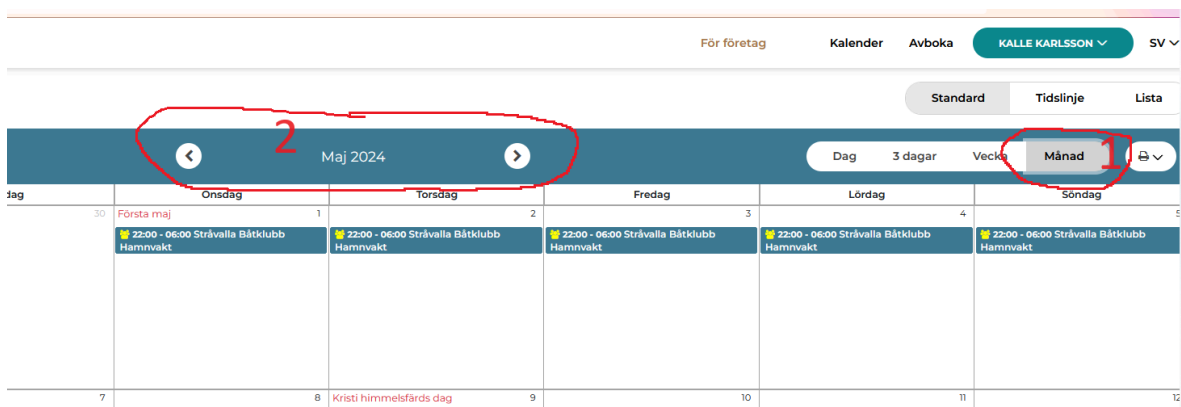 För företag Kalender Avboka KALLE KARLSSON SV
Standard Tidslinje Lista
2 Maj 2024 Dag 3 dagar Vecka Månad 1
dag Onsdag Torsdag Fredag Lördag Söndag
30 Första maj 1 2 3 4 5
22:00 - 06:00 Stråvalla Båtklubb 22:00 - 06:00 Stråvalla Båtklubb 22:00 - 06:00 Stråvalla Båtklubb 22:00 - 06:00 Stråvalla Båtklubb 22:00 - 06:00 Stråvalla Båtklubb
Hamnvakt Hamnvakt Hamnvakt Hamnvakt Hamnvakt
7 8 Kristi himmelsfärds dag 9 10 11 12